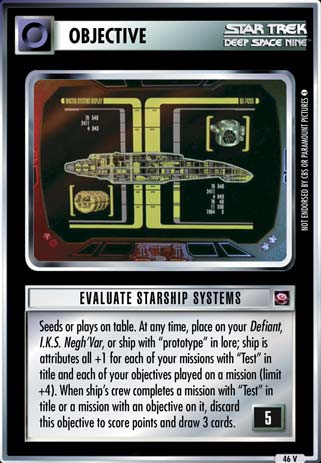 OBJECTIVE
STAR TREK
DEEP SPACE NINE
NOT ENDORSED BY CBS OR PARAMOUNT PICTURES
EVALUATE STARSHIP SYSTEMS
Seeds or plays on table. At any time, place on your Defiant,
I.K.S. Negh'Var, or ship with "prototype" in lore; ship is
attributes all +1 for each of your missions with "Test" in
title and each of your objectives played on a mission (limit
+4). When ship's crew completes a mission with "Test" in
title or a mission with an objective on it, discard
this objective to score points and draw 3 cards.
5
46 V